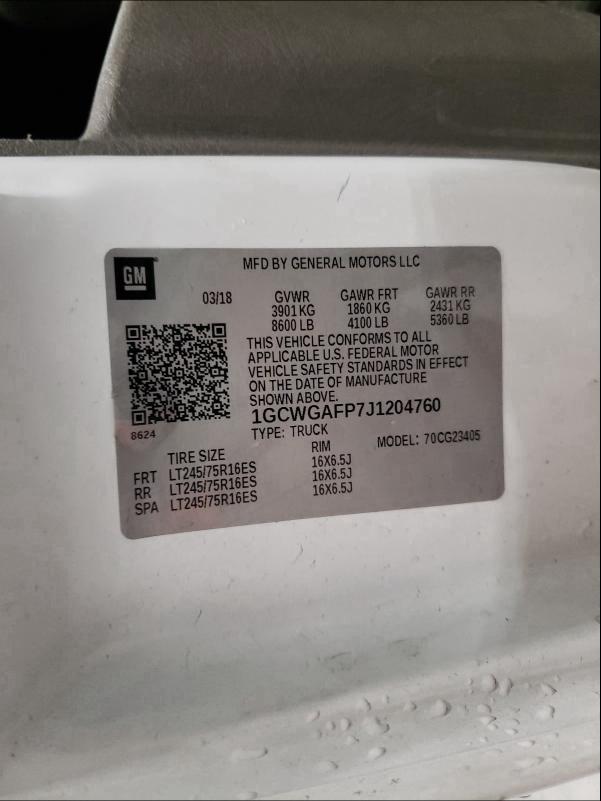 GM
MFD BY GENERAL MOTORS LLC
03/18 GVWR GAWR FRT GAWR RR
3901 KG 1860 KG 2431 KG
8600 LB 4100 LB 5360 LB
THIS VEHICLE CONFORMS TO ALL
APPLICABLE U.S. FEDERAL MOTOR
VEHICLE SAFETY STANDARDS IN EFFECT
ON THE DATE OF MANUFACTURE
SHOWN ABOVE.
1GCWGAFP7J1204760
8624
TYPE: TRUCK MODEL: 70CG23405
TIRE SIZE RIM
FRT LT245/75R16ES 16X6.5J
RR LT245/75R16ES 16X6.5J
SPA LT245/75R16ES 16X6.5J